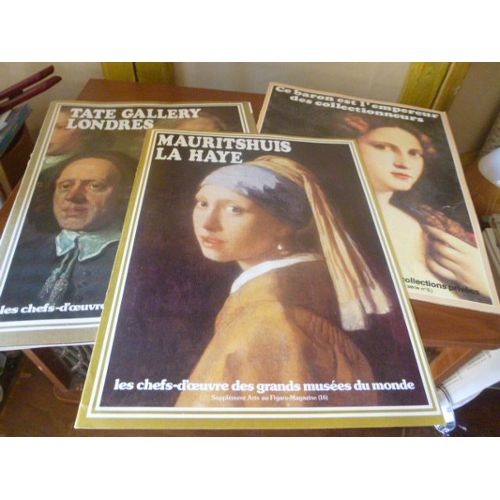 TATE GALLERY
LONDRES
les chefs-d'œuvre
MAURITSHUIS
LA HAYE
les chefs-d'œuvre des grands musées du monde
Supplément Arts au Figaro-Magazine (16)
Ce baron est l'empereur
des collectionneurs
collections privées